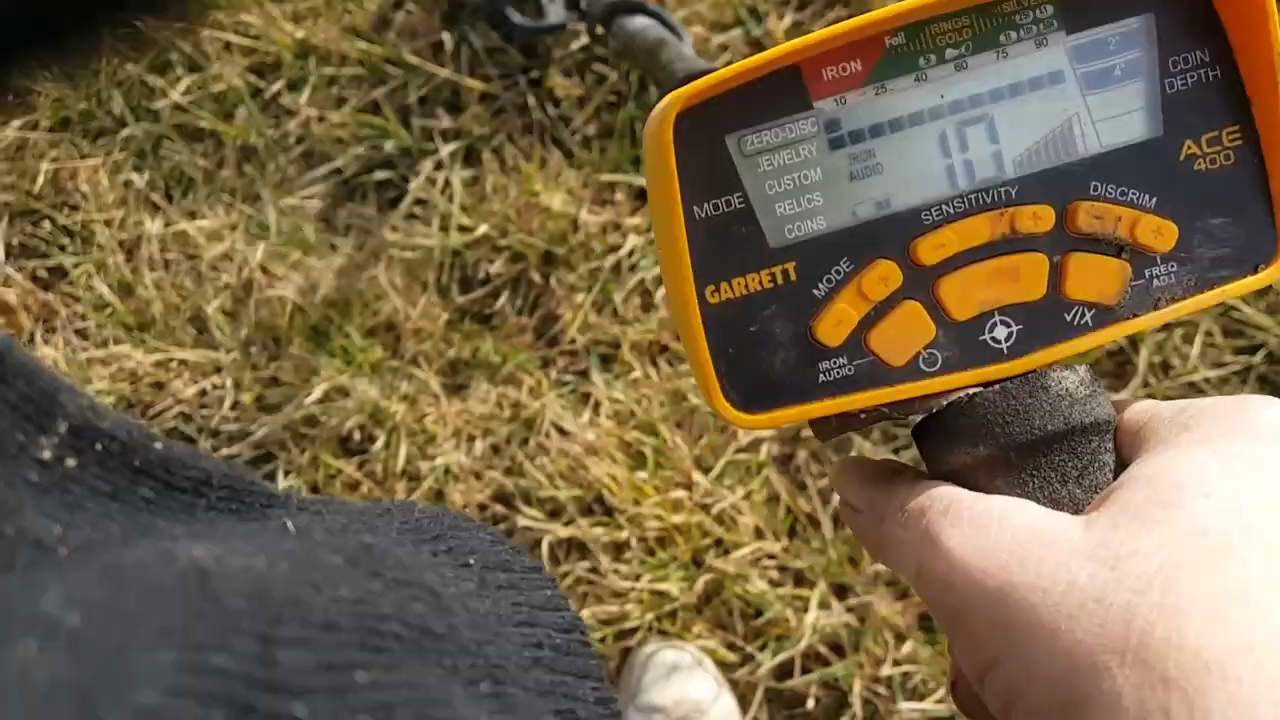 IRON
Foil
RINGS
GOLD
SILVER
10 25 40 60 75 90
ZERO-DISC
JEWELRY
CUSTOM
RELICS
COINS
MODE
IRON
AUDIO
10
2"
4"
COIN
DEPTH
ACE
400
GARRETT
MODE
SENSITIVITY
- +
DISCRIM
- +
IRON
AUDIO
√/X
FREQ
ADJ